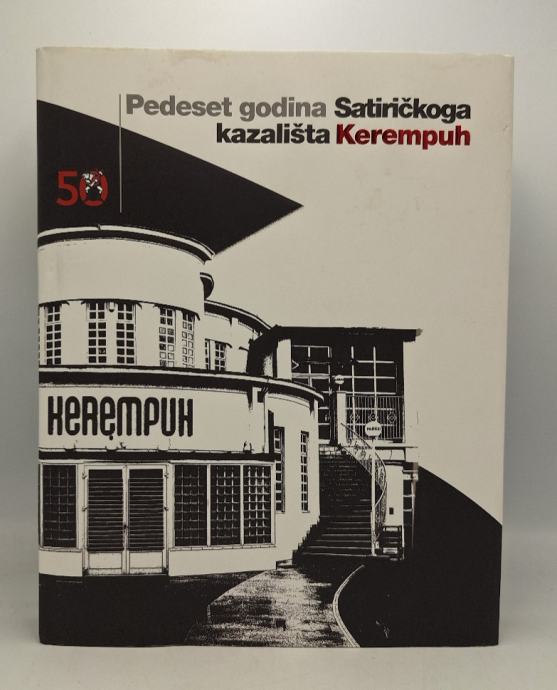 Pedeset godina Satiričkoga
kazališta Kerempuh
50
KEREMPUH